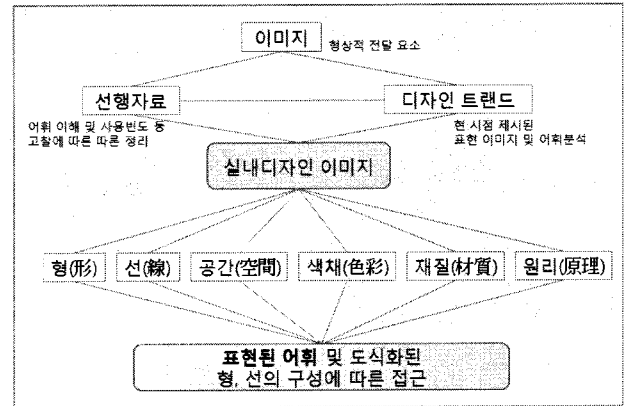 이미지
형상적 전달 요소
선행자료
디자인 트랜드
어휘 이해 및 사용빈도 등
고찰에 따른 따론 정리
현 시점 제시된
표현 이미지 및 어휘분석
실내디자인 이미지
형(形)
선(線)
공간(空間)
색채(色彩)
재질(材質)
원리(原理)
표현된 어휘 및 도식화된
형, 선의 구성에 따른 접근